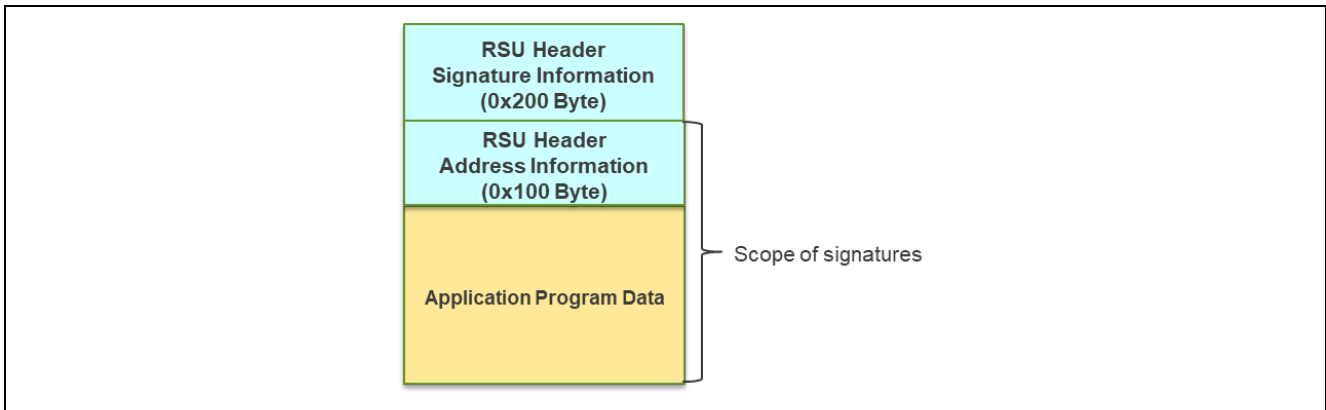 RSU Header
Signature Information
(0x200 Byte)
RSU Header
Address Information
(0x100 Byte)
Scope of signatures
Application Program Data